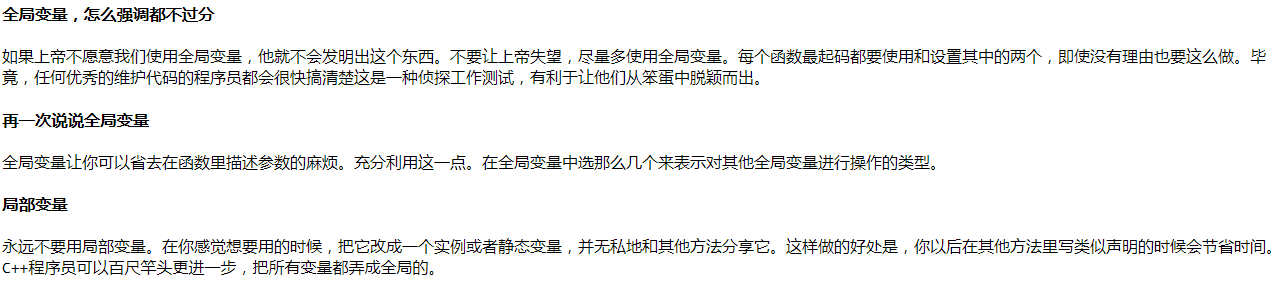 全局变量，怎么强调都不过分
如果上帝不愿意我们使用全局变量，他就不会发明出这个东西。不要让上帝失望，尽量多使用全局变量。每个函数最起码都要使用和设置其中的两个，即使没有理由也要这么做。毕
竟，任何优秀的维护代码的程序员都会很快搞清楚这是一种侦探工作测试，有利于让他们从笨蛋中脱颖而出。
再一次说说全局变量
全局变量让你可以省去在函数里描述参数的麻烦。充分利用这一点。在全局变量中选那么几个来表示对其他全局变量进行操作的类型。
局部变量
永远不要用局部变量。在你感觉想要用的时候，把它改成一个实例或者静态变量，并无私地和其他方法分享它。这样做的好处是，你以后在其他方法里写类似声明的时候会节省时间。
C++程序员可以百尺竿头更进一步，把所有变量都弄成全局的。